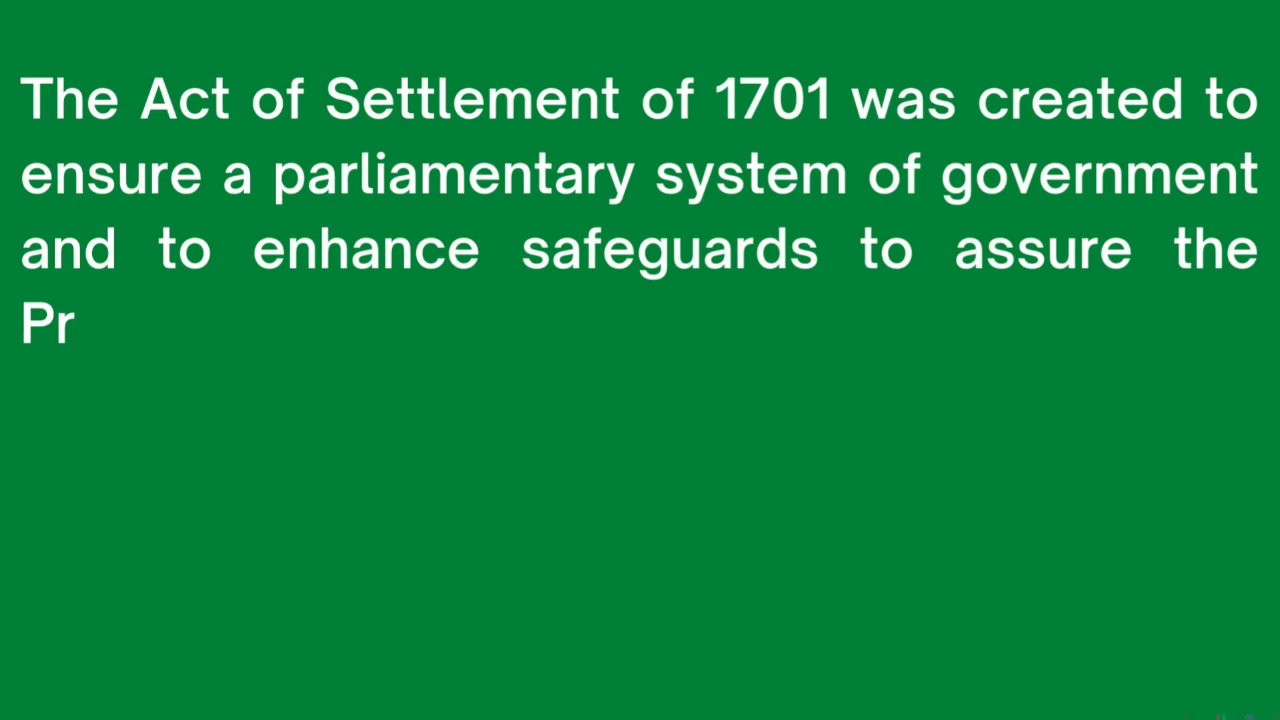 The Act of Settlement of 1701 was created to
ensure a parliamentary system of government
and to enhance safeguards to assure the
Pr